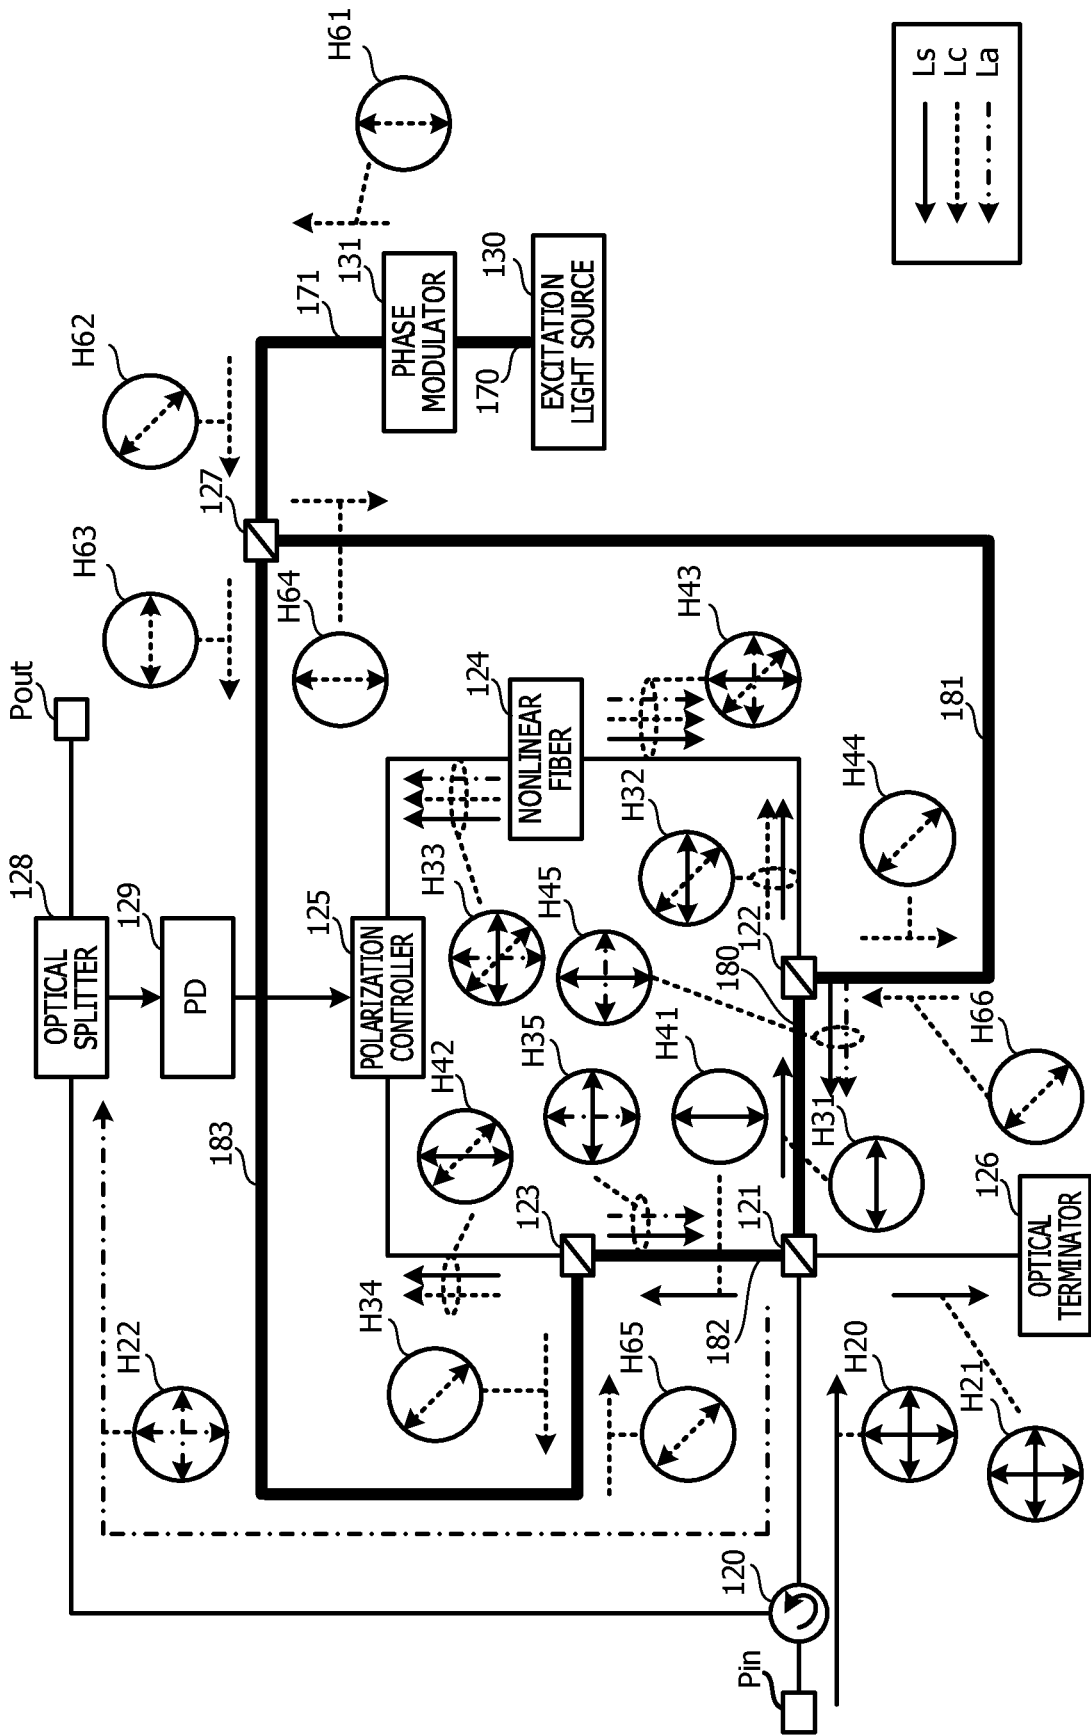 Pout
128
OPTICAL
SPLITTER
129
PD
H63
H62
127
H64
171
131
PHASE
MODULATOR
170
130
EXCITATION
LIGHT SOURCE
H61
H22
183
125
POLARIZATION
CONTROLLER
124
NONLINEAR
FIBER
H33
H43
H42
H34
H35
H45
H32
H41
123
H65
182
121
180
122
H44
181
H31
H66
126
OPTICAL
TERMINATOR
H20
H21
120
Pin
Ls
Lc
La